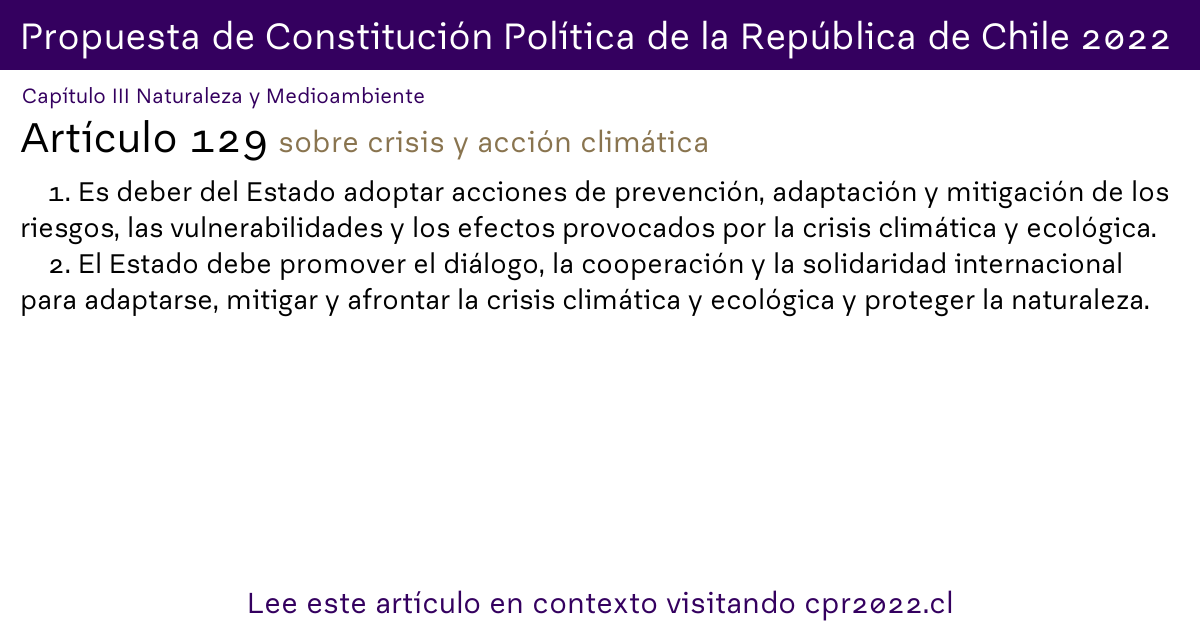 Propuesta de Constitución Política de la República de Chile 2022
Capítulo III Naturaleza y Medioambiente
Artículo 129 sobre crisis y acción climática
1. Es deber del Estado adoptar acciones de prevención, adaptación y mitigación de los
riesgos, las vulnerabilidades y los efectos provocados por la crisis climática y ecológica.
2. El Estado debe promover el diálogo, la cooperación y la solidaridad internacional
para adaptarse, mitigar y afrontar la crisis climática y ecológica y proteger la naturaleza.
Lee este artículo en contexto visitando cpr2022.cl